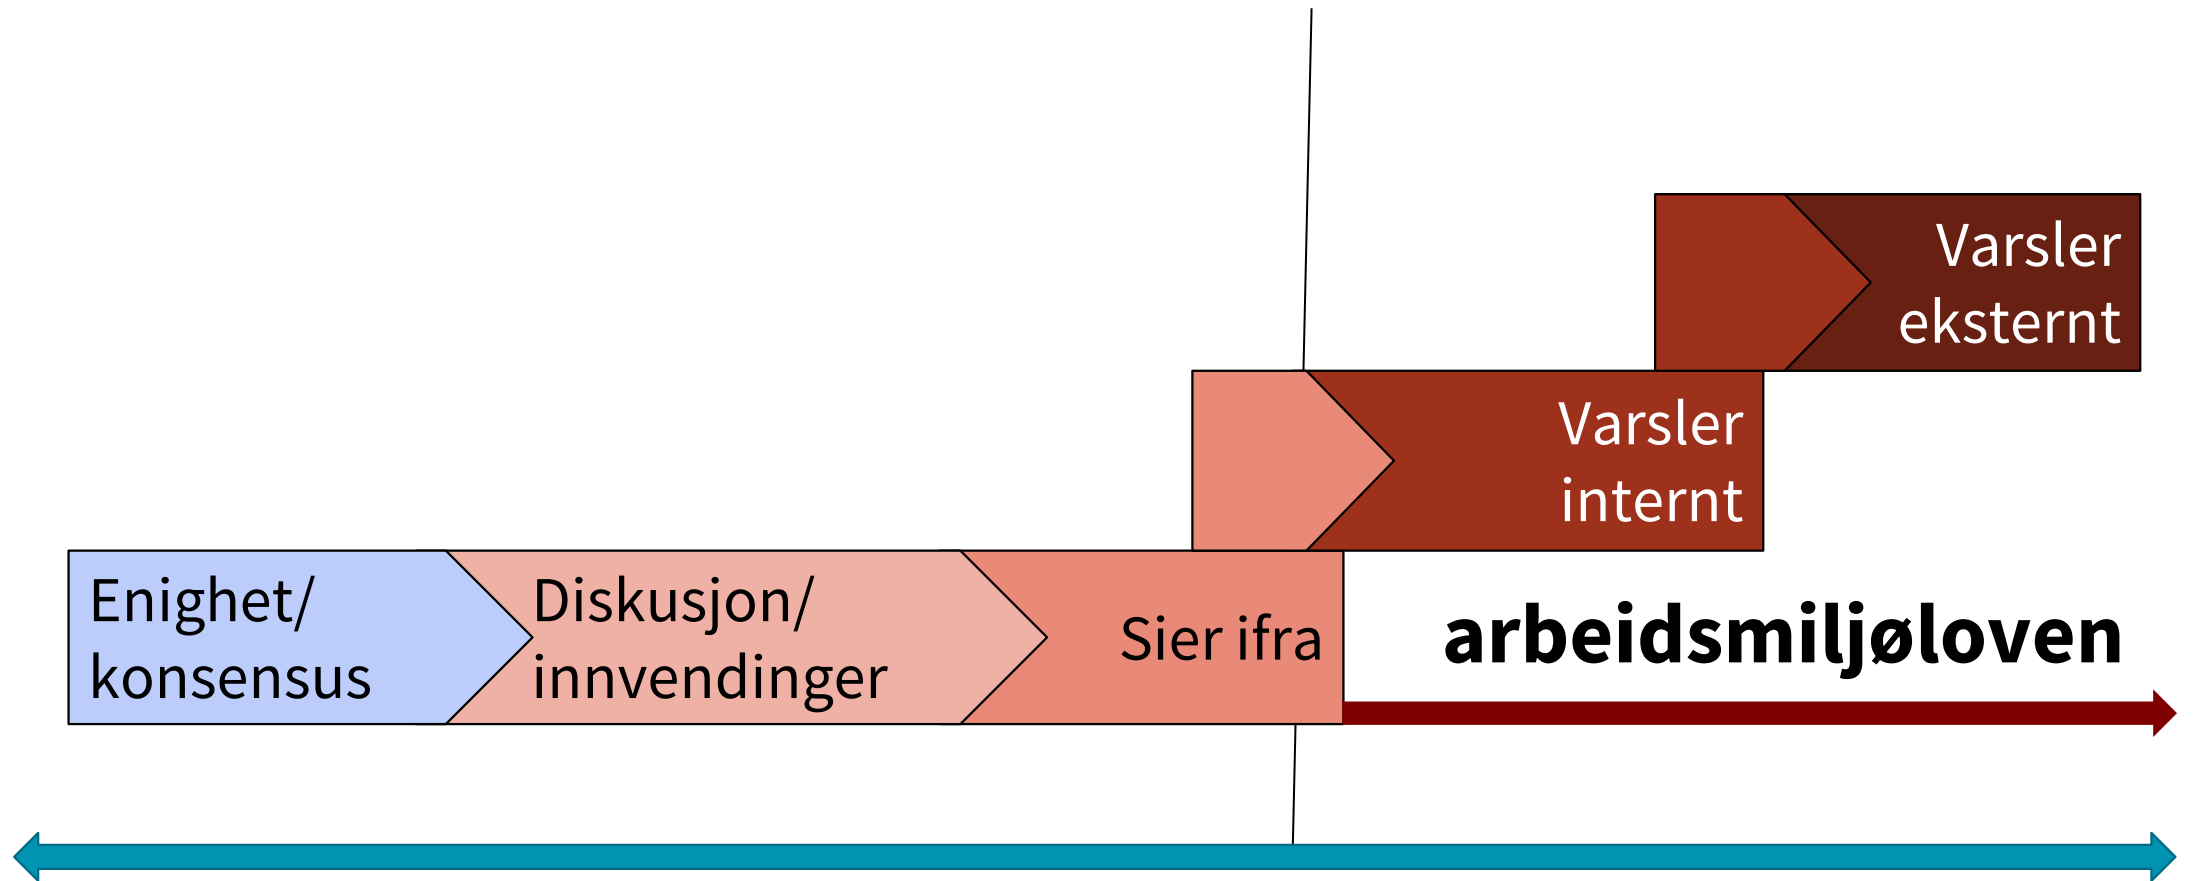 Varsler
eksternt
Varsler
internt
Enighet/
konsensus
Diskusjon/
innvendinger
Sier ifra
arbeidsmiljøloven